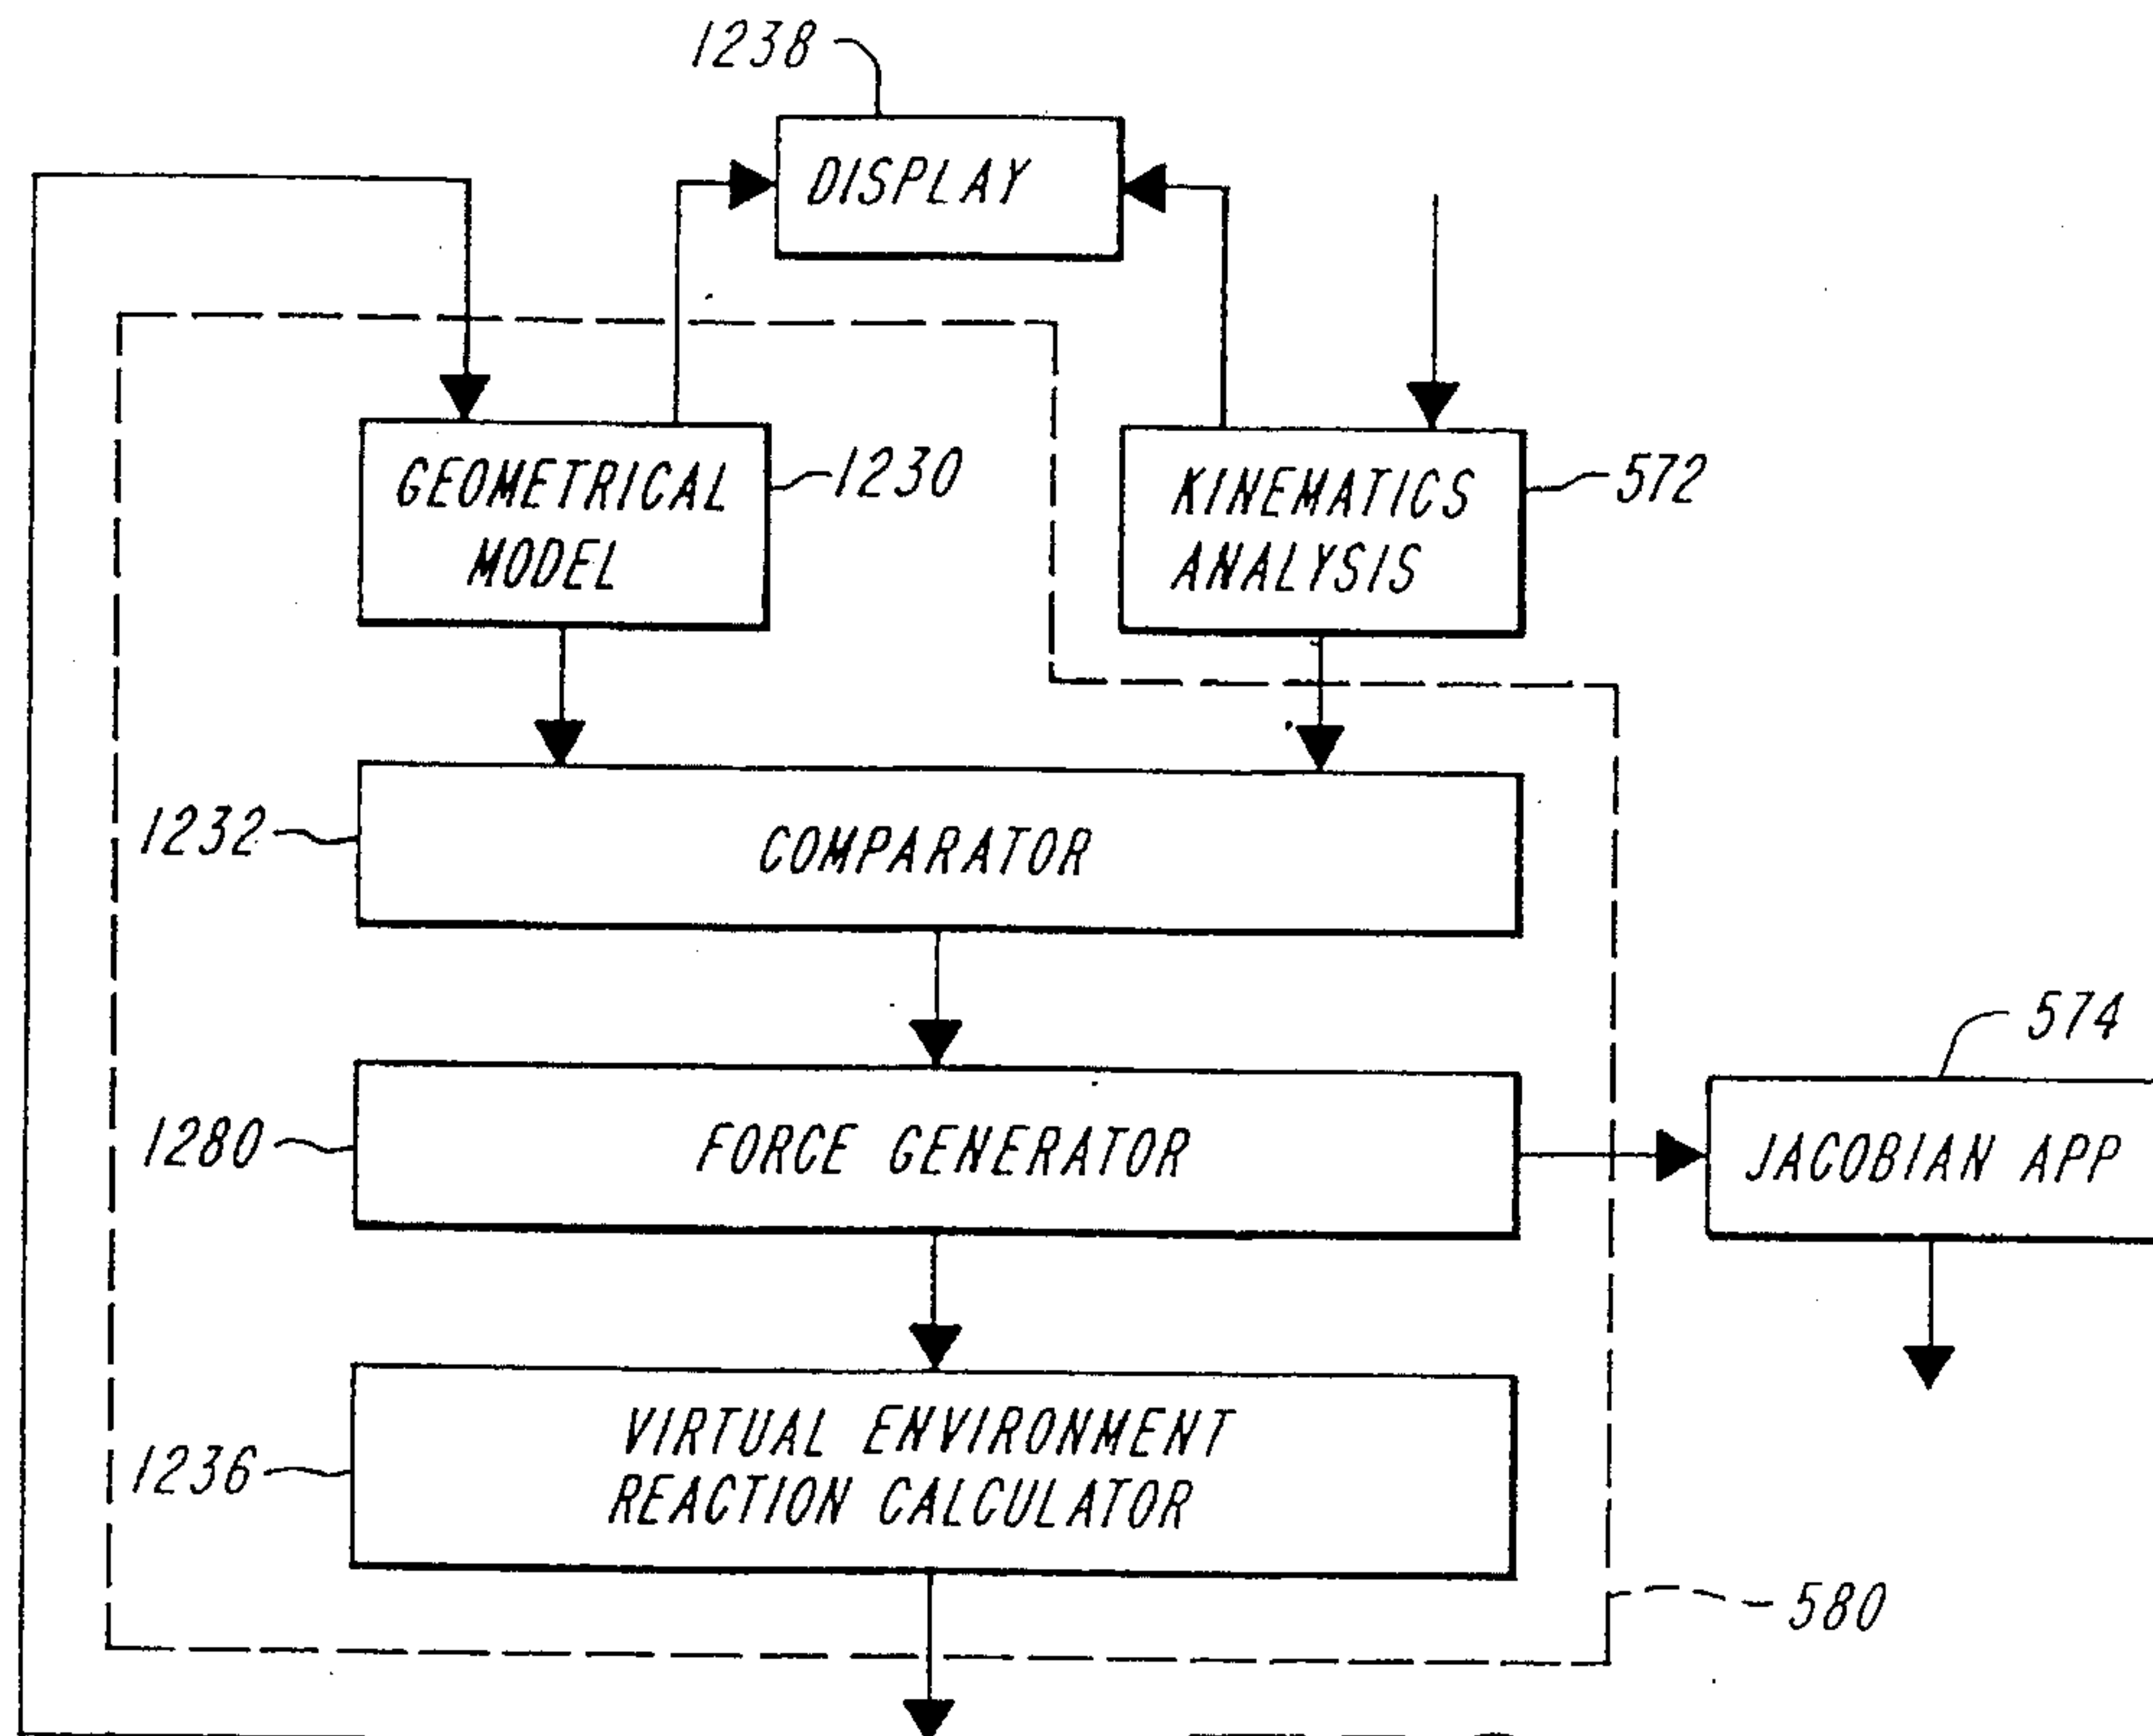 1238
DISPLAY
GEOMETRICAL
MODEL
1230
KINEMATICS
ANALYSIS
572
1232
COMPARATOR
574
1280
FORCE GENERATOR
JACOBIAN APP
VIRTUAL ENVIRONMENT
REACTION CALCULATOR
1236
580